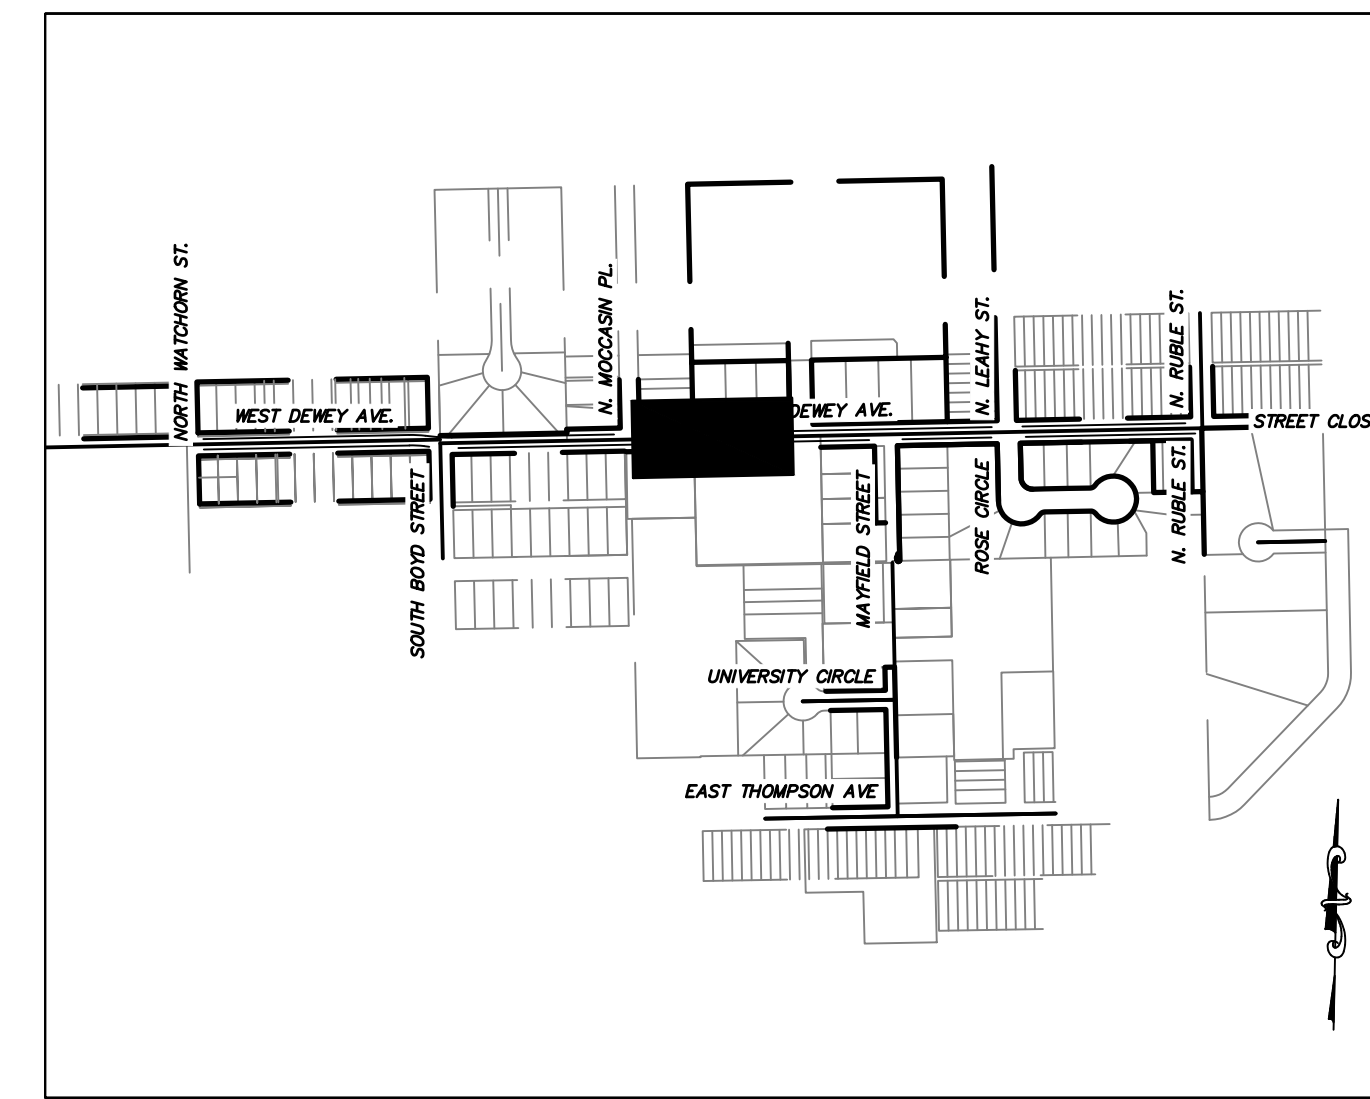 NORTH WATCHORN ST.
N. MOCCASIN PL.
N. LEAHY ST.
N. RUBLE ST.
WEST DEWEY AVE.
DEWEY AVE.
STREET CLOS
SOUTH BOYD STREET
MAYFIELD STREET
ROSE CIRCLE
N. RUBLE ST.
UNIVERSITY CIRCLE
EAST THOMPSON AVE